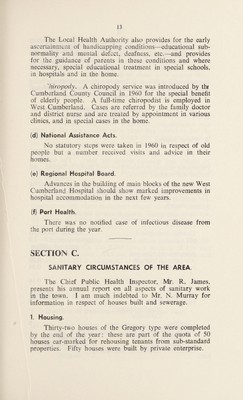 13
The Local Health Authority also provides for the early
ascertainment of handicapping conditions—educational sub-
normality and mental defect, deafness, etc.—and provides
for the guidance of parents in these conditions and where
necessary, special educational treatment in special schools,
in hospitals and in the home.
'hiropody. A chiropody service was introduced by the
Cumberland County Council in 1960 for the special benefit
of elderly people. A full-time chiropodist is employed in
West Cumberland. Cases are referred by the family doctor
and district nurse and are treated by appointment in various
clinics, and in special cases in the home.
(d) National Assistance Acts.
No statutory steps were taken in 1960 in respect of old
people but a number received visits and advice in their
homes.
(e) Regional Hospital Board.
Advances in the building of main blocks of the new West
Cumberland Hospital should show marked improvements in
hospital accommodation in the next few years.
(f) Port Health.
There was no notified case of infectious disease from
the port during the year.
SECTION C.
SANITARY CIRCUMSTANCES OF THE AREA.
The Chief Public Health Inspector, Mr. R. James,
presents his annual report on all aspects of sanitary work
in the town. I am much indebted to Mr. N. Murray for
information in respect of houses built and sewerage.
1. Housing.
Thirty-two houses of the Gregory type were completed
by the end of the year: these are part of the quota of 50
houses ear-marked for rehousing tenants from sub-standard
properties. Fifty houses were built by private enterprise.